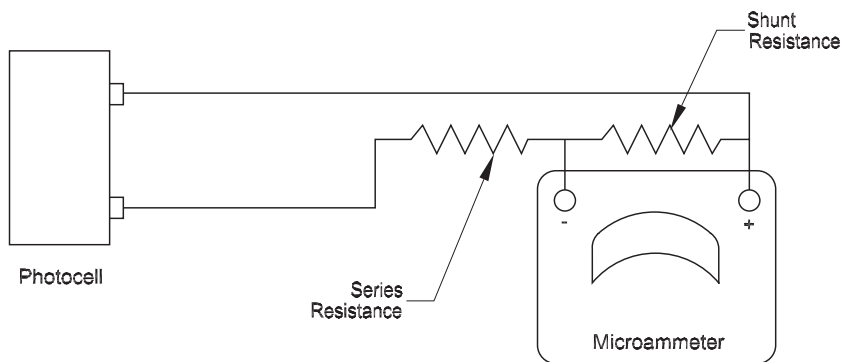 Shunt
Resistance
Photocell
Series
Resistance
-
+
Microammeter